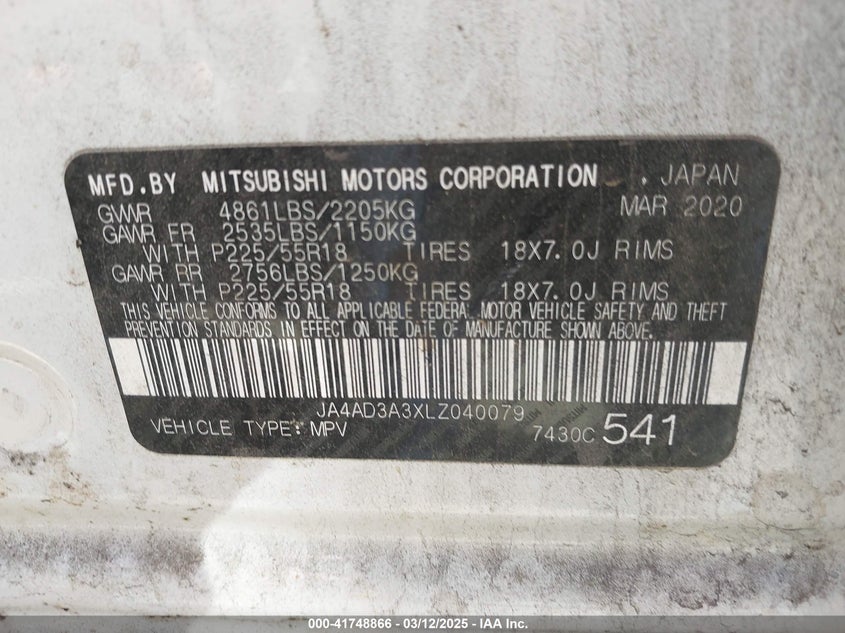 MFD.BY MITSUBISHI MOTORS CORPORATION . JAPAN
GVWR 4861LBS/2205KG MAR 2020
GAWR FR 2535LBS/1150KG
WITH P225/55R18 TIRES 18X7.0J RIMS
GAWR RR 2756LBS/1250KG
WITH P225/55R18 TIRES 18X7.0J RIMS
THIS VEHICLE CONFORMS TO ALL APPLICABLE FEDERAL MOTOR VEHICLE SAFETY AND THEFT
PREVENTION STANDARDS IN EFFECT ON THE DATE OF MANUFACTURE SHOWN ABOVE.
JA4AD3A3XLZ040079
VEHICLE TYPE: MPV 7430C 541
000-41748866 - 03/12/2025 - IAA Inc.